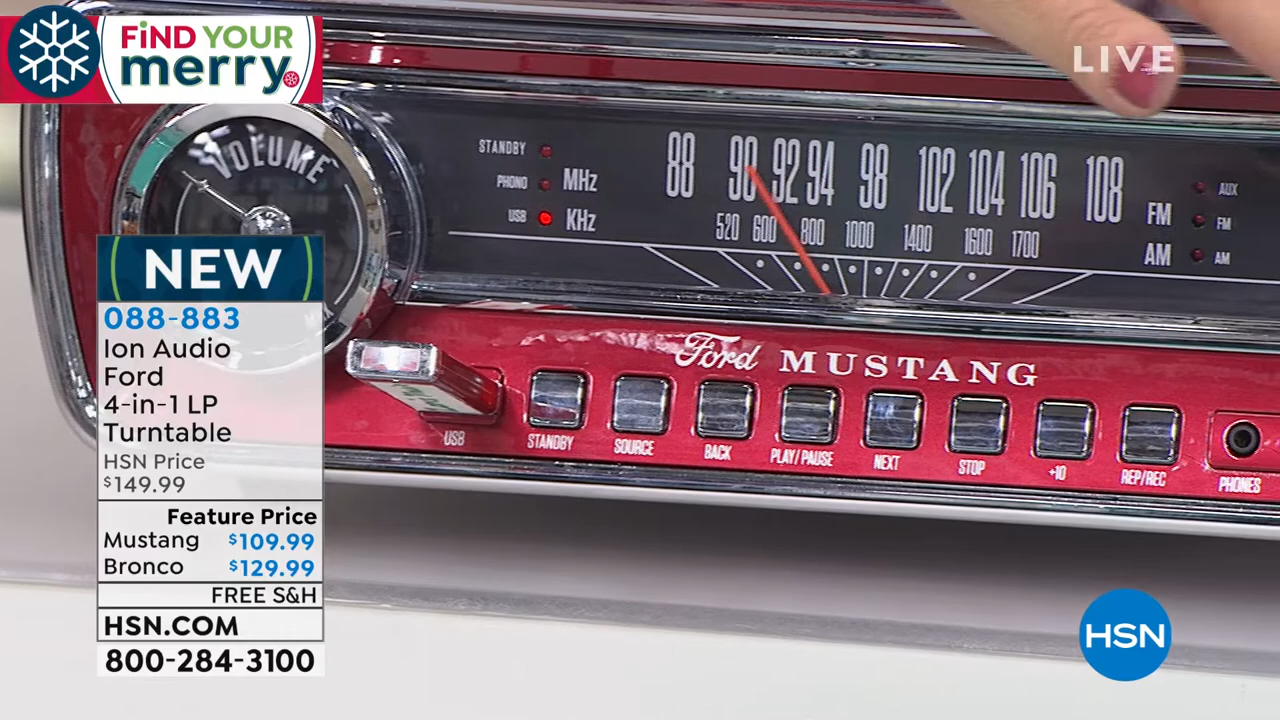 FiND YOUR
merry.
LIVE
VOLUME
STANDBY
PHONO
USB
MHz
KHz
88 90 92 94 98 102 104 106 108
520 600 800 1000 1400 1600 1700
FM
AM
AUX
FM
AM
Ford MUSTANG
USB
STANDBY
SOURCE
BACK
PLAY/PAUSE
NEXT
STOP
+10
REP/REC
PHONES
NEW
088-883
Ion Audio
Ford
4-in-1 LP
Turntable
HSN Price
$149.99
Feature Price
Mustang $109.99
Bronco $129.99
FREE S&H
HSN.COM
800-284-3100
HSN